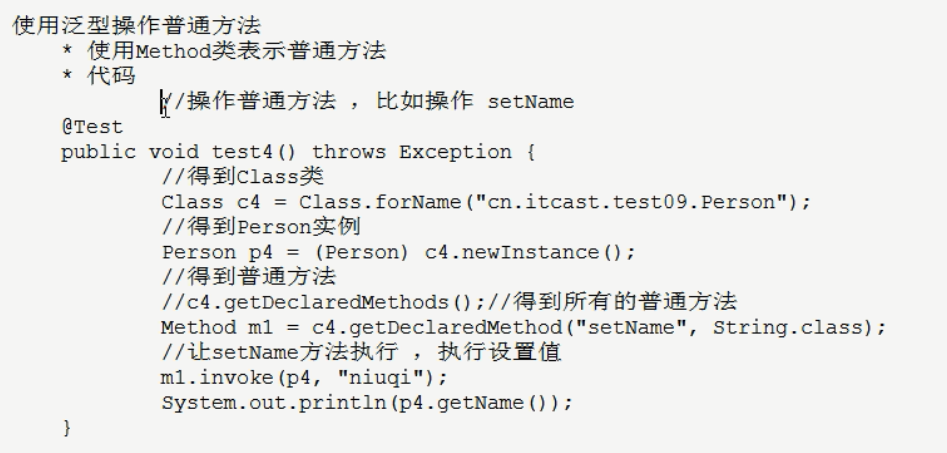 使用泛型操作普通方法
* 使用Method类表示普通方法
* 代码
//操作普通方法 ，比如操作 setName
@Test
public void test4() throws Exception {
//得到Class类
Class c4 = Class.forName("cn.itcast.test09.Person");
//得到Person实例
Person p4 = (Person) c4.newInstance();
//得到普通方法
//c4.getDeclaredMethods();//得到所有的普通方法
Method m1 = c4.getDeclaredMethod("setName", String.class);
//让setName方法执行 ，执行设置值
m1.invoke(p4, "niuqi");
System.out.println(p4.getName());
}